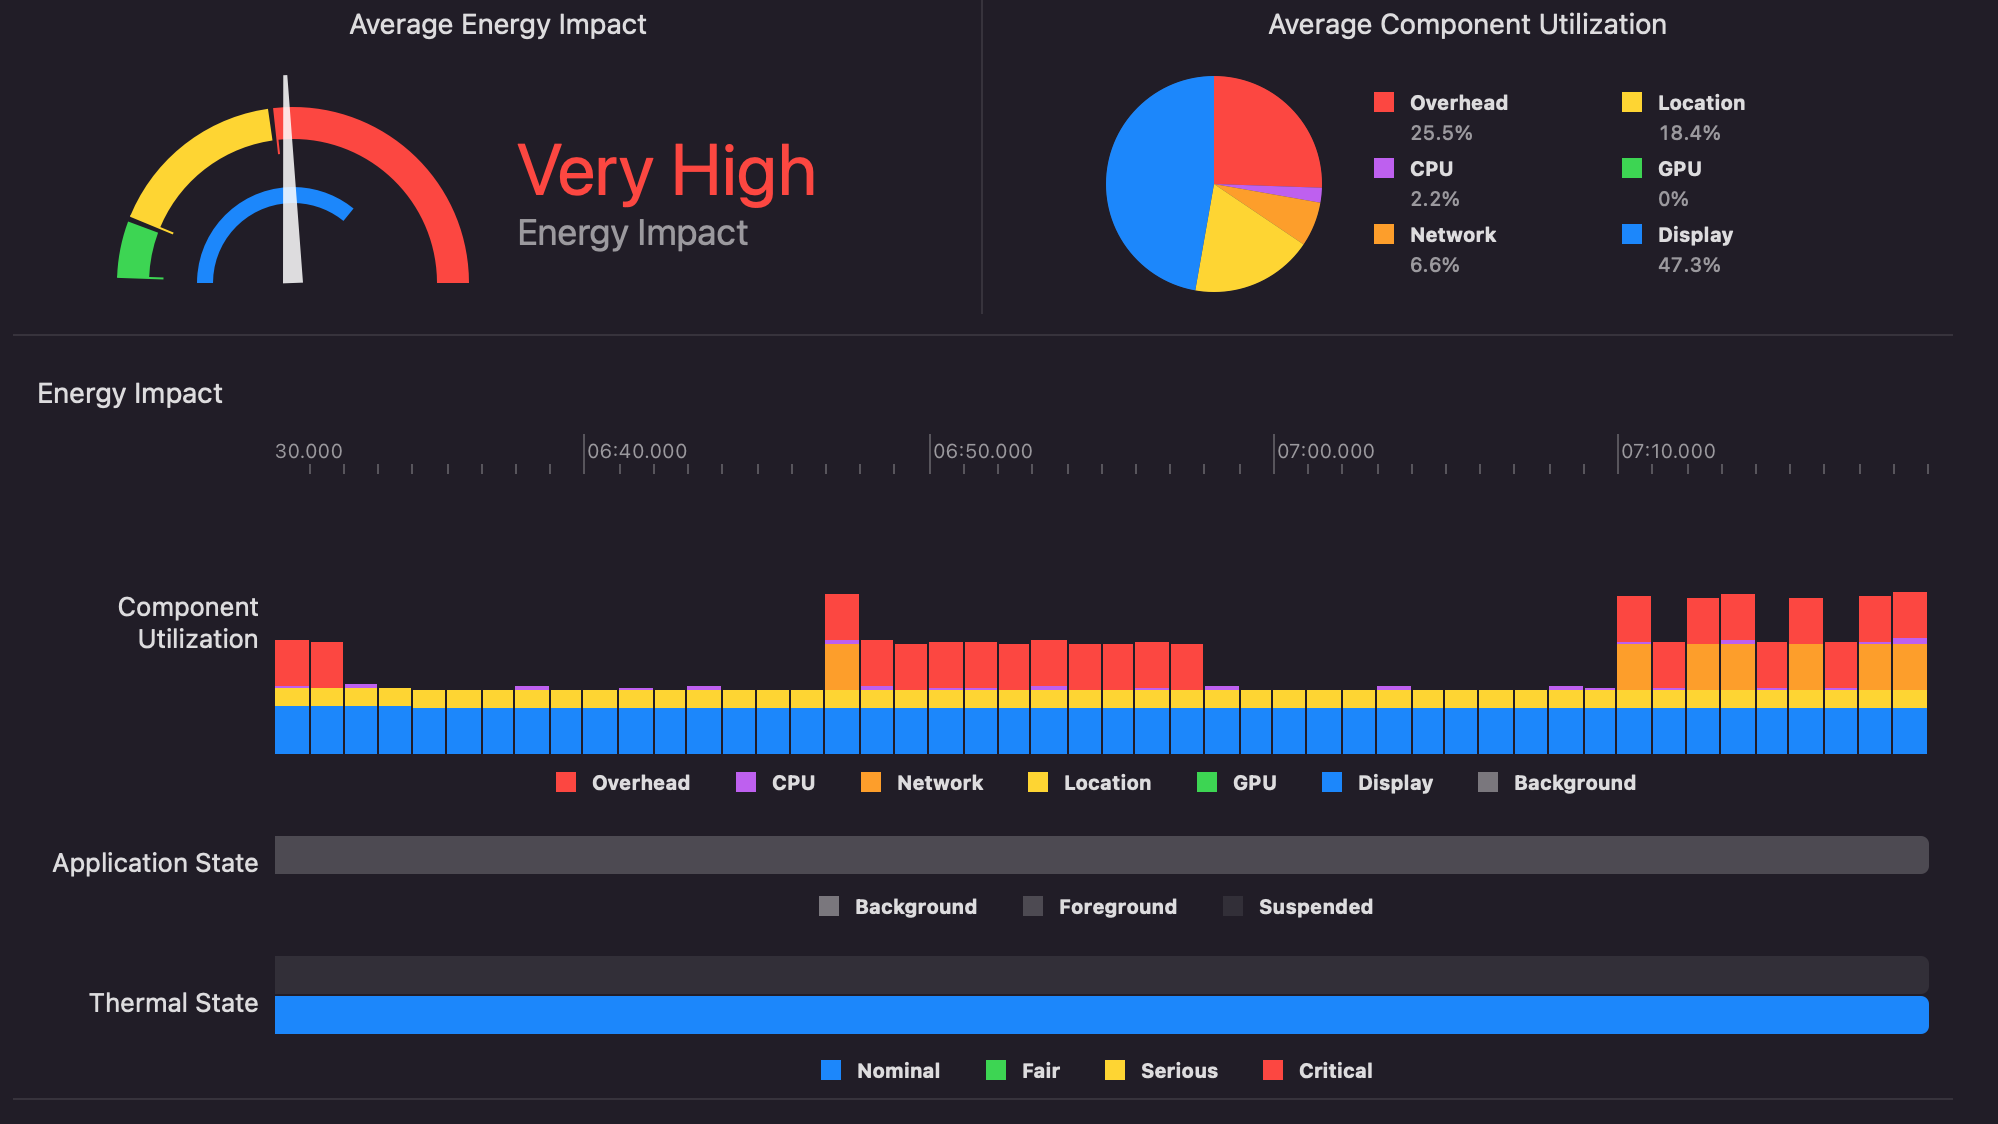 Average Energy Impact
Very High
Energy Impact
Average Component Utilization
Overhead
25.5%
Location
18.4%
CPU
2.2%
GPU
0%
Network
6.6%
Display
47.3%
Energy Impact
30.000 06:40.000 06:50.000 07:00.000 07:10.000
Component
Utilization
Overhead CPU Network Location GPU Display Background
Application State
Background Foreground Suspended
Thermal State
Nominal Fair Serious Critical